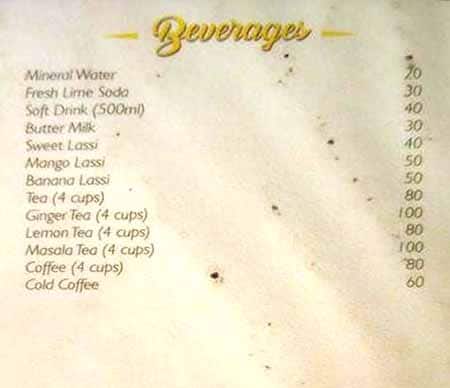 Beverages
Mineral Water 20
Fresh Lime Soda 30
Soft Drink (500ml) 40
Butter Milk 30
Sweet Lassi 40
Mango Lassi 50
Banana Lassi 50
Tea (4 cups) 80
Ginger Tea (4 cups) 100
Lemon Tea (4 cups) 80
Masala Tea (4 cups) 100
Coffee (4 cups) 80
Cold Coffee 60